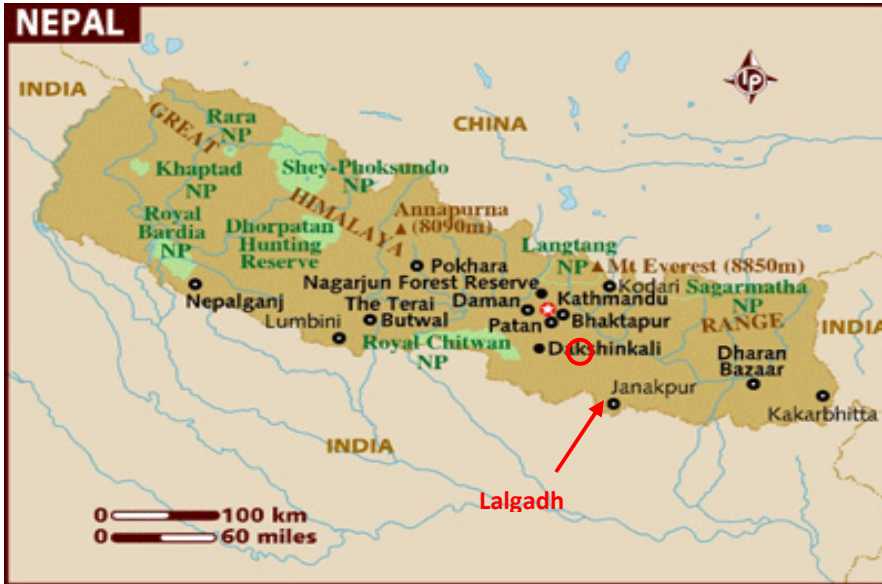 NEPAL
LP
INDIA
CHINA
GREAT
HIMALAYA
RANGE
Rara
NP
Khaptad
NP
Shey-Phoksundo
NP
Royal
Bardia
NP
Dhorpatan
Hunting
Reserve
Annapurna
(8090m)
Langtang
NP
Mt Everest (8850m)
Sagarmatha
NP
Pokhara
Nagarjun Forest Reserve
Kodari
Nepalganj
The Terai
Daman
Kathmandu
Lumbini
Butwal
Patan
Bhaktapur
INDIA
Royal Chitwan
NP
Dakshinkali
Dharan
Bazaar
Janakpur
Kakarbhitta
INDIA
Lalgadh
0 100 km
0 60 miles